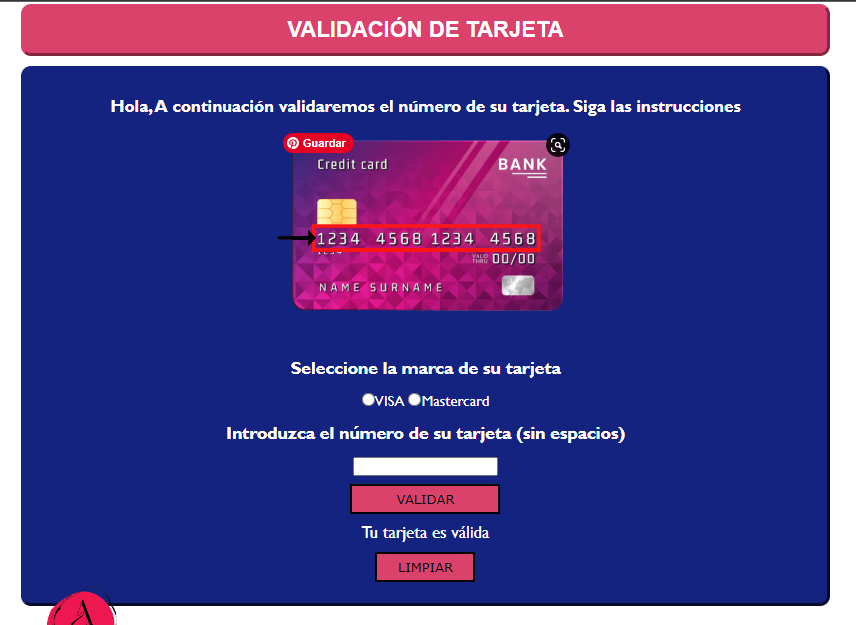 VALIDACIÓN DE TARJETA
Hola, A continuación validaremos el número de su tarjeta. Siga las instrucciones
Guardar
Credit card BANK
1234 4568 1234 4568
1234 VALID THRU 00/00
NAME SURNAME
Seleccione la marca de su tarjeta
VISA Mastercard
Introduzca el número de su tarjeta (sin espacios)
VALIDAR
Tu tarjeta es válida
LIMPIAR